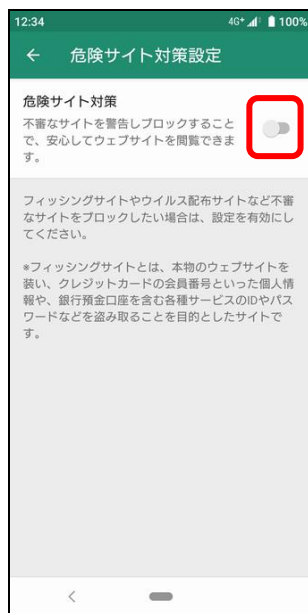 12:34 4G+ 100%
危険サイト対策設定
危険サイト対策
不審なサイトを警告しブロックすること
で、安心してウェブサイトを閲覧できま
す。
フィッシングサイトやウイルス配布サイトなど不審
なサイトをブロックしたい場合は、設定を有効にし
てください。
*フィッシングサイトとは、本物のウェブサイトを
装い、クレジットカードの会員番号といった個人情
報や、銀行預金口座を含む各種サービスのIDやパス
ワードなどを盗み取ることを目的としたサイトで
す。